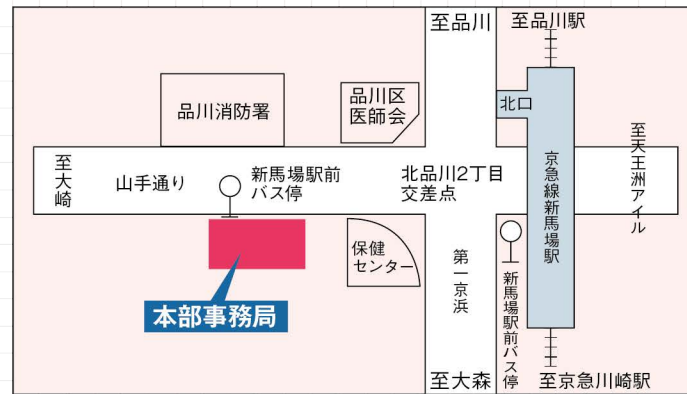 至品川
至品川駅
品川消防署
品川区
医師会
北口
至大崎
山手通り
新馬場駅前
バス停
北品川2丁目
交差点
京急線新馬場駅
至天王洲アイル
保健
センター
第一京浜
新馬場駅前バス停
本部事務局
至大森
至京急川崎駅